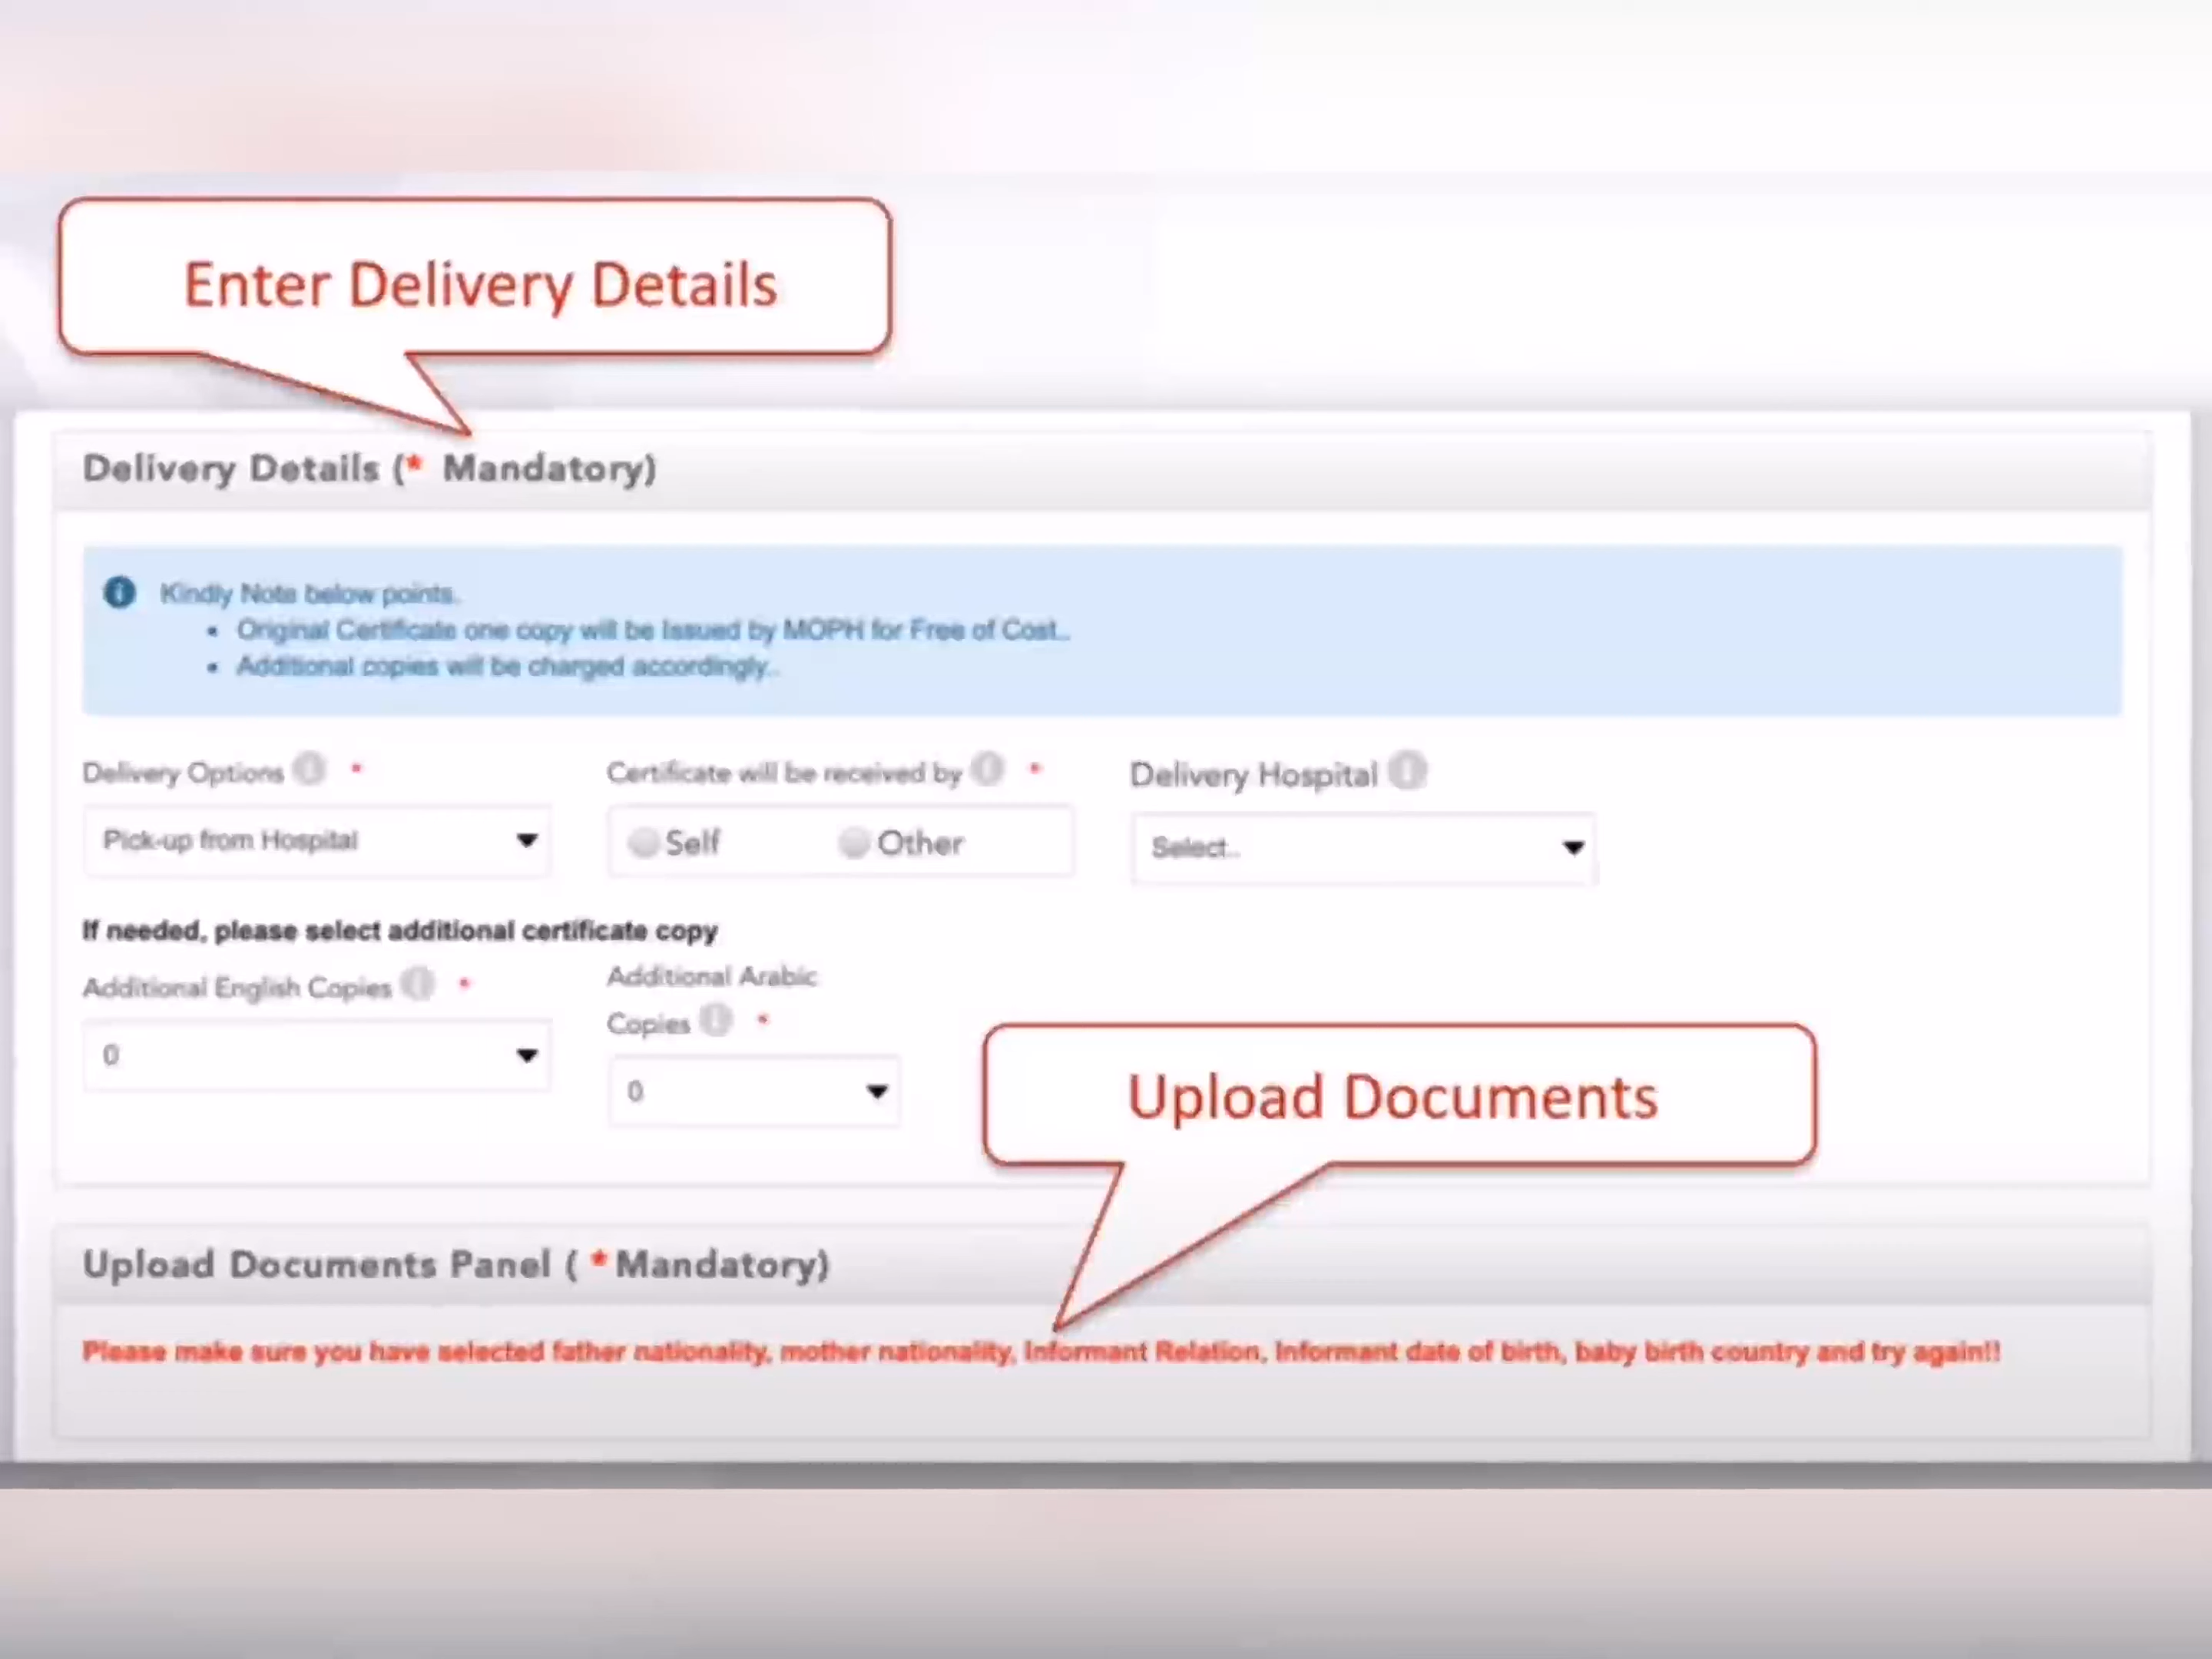 Enter Delivery Details
Delivery Details (* Mandatory)
Kindly Note below points.
• Original Certificate one copy will be Issued by MOPH for Free of Cost..
• Additional copies will be charged accordingly..
Delivery Options *
Certificate will be received by *
Delivery Hospital
Pick-up from Hospital
Self
Other
Select..
If needed, please select additional certificate copy
Additional English Copies *
Additional Arabic
Copies *
0
0
Upload Documents
Upload Documents Panel ( * Mandatory)
Please make sure you have selected father nationality, mother nationality, Informant Relation, Informant date of birth, baby birth country and try again!!